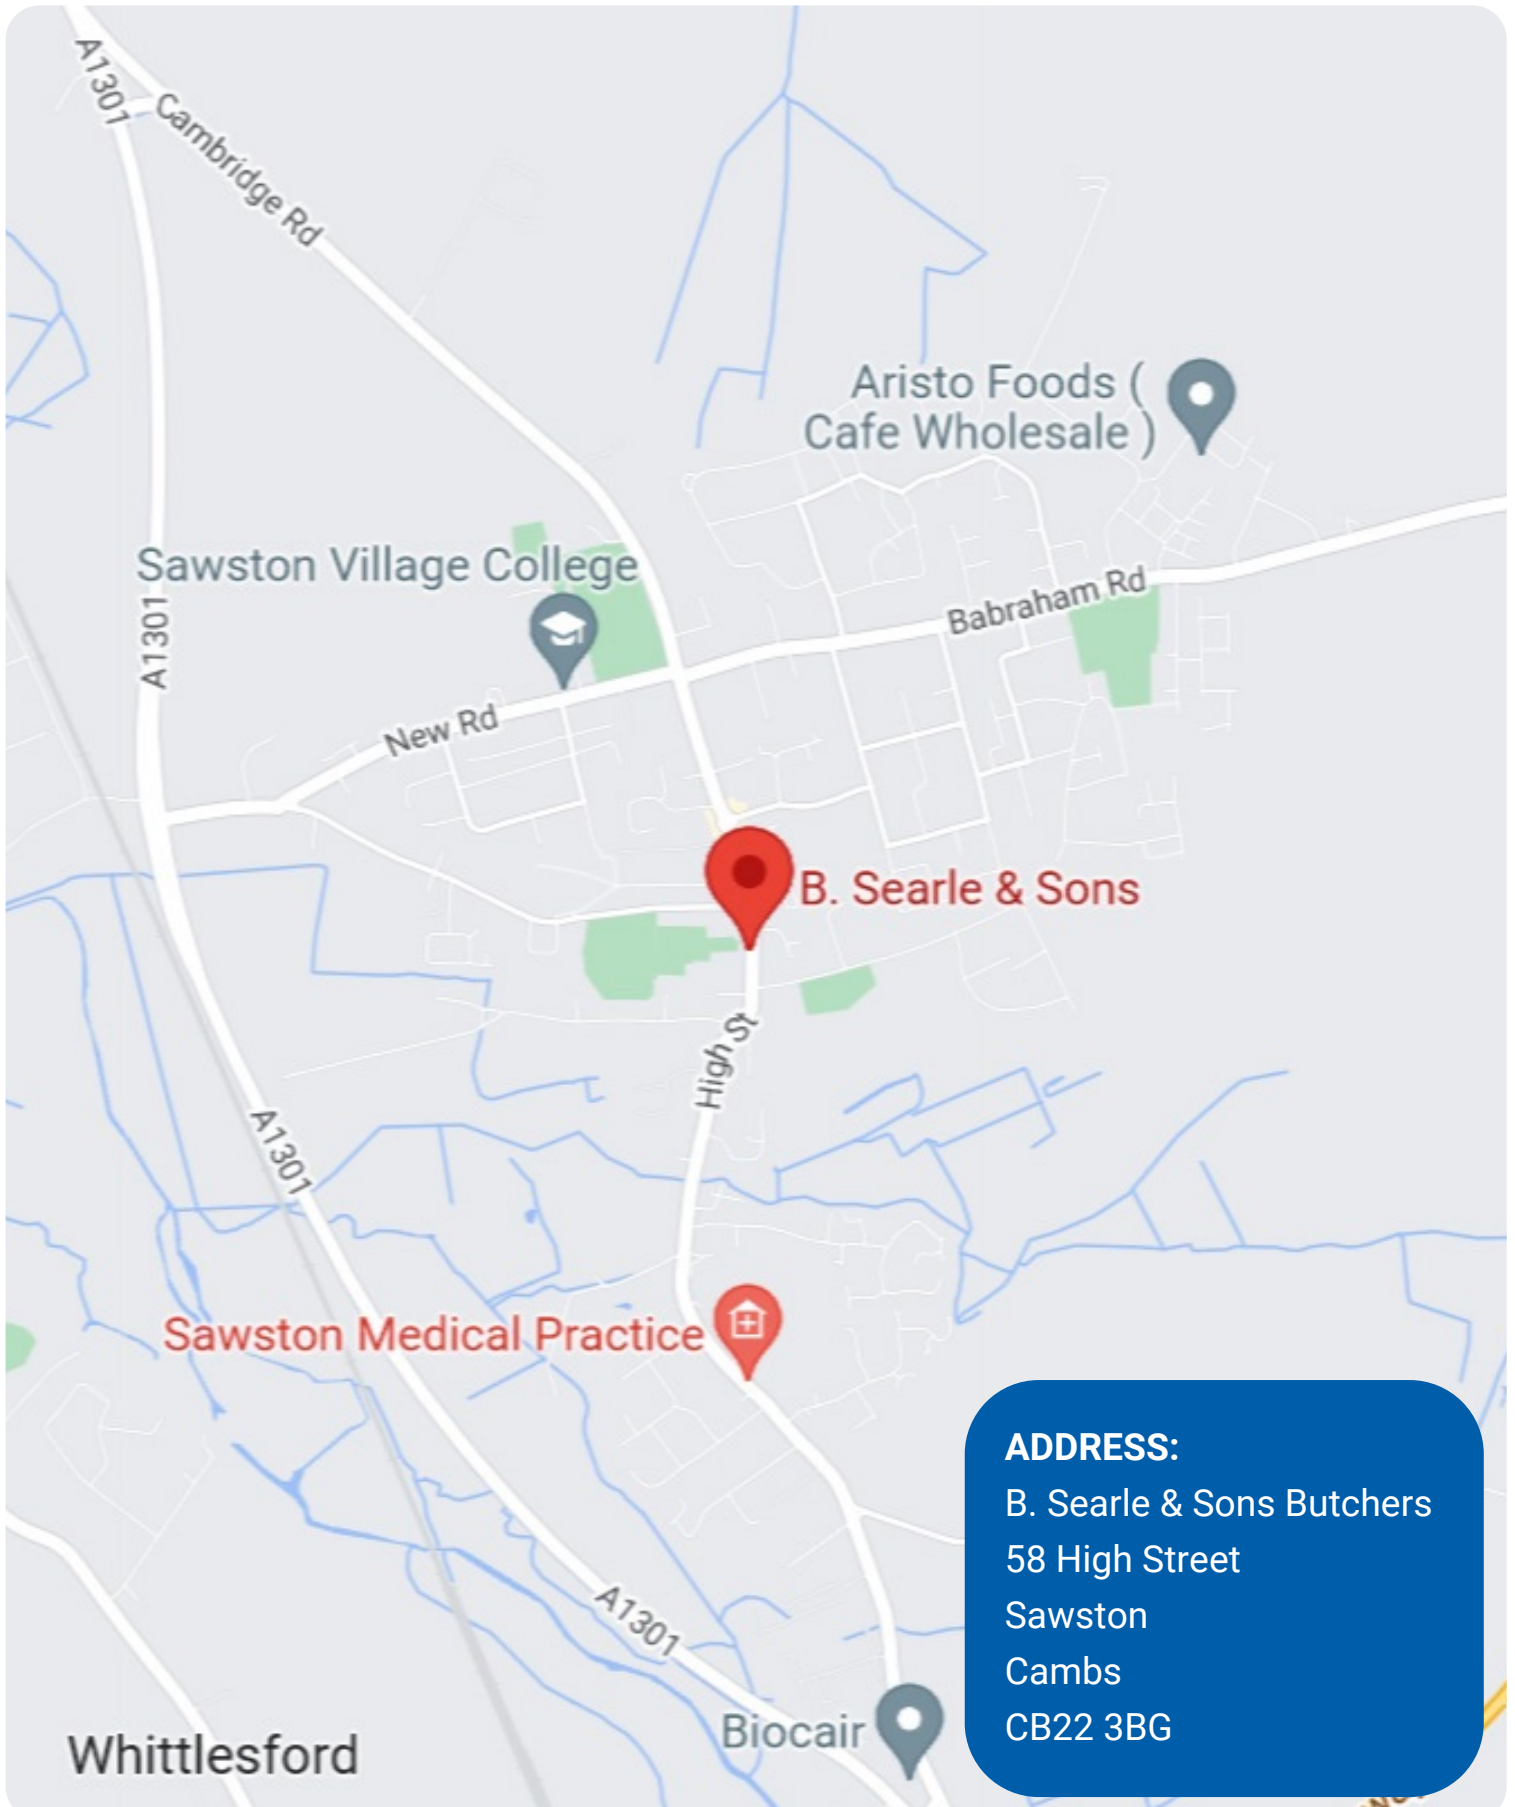 A1301
Cambridge Rd
Aristo Foods (
Cafe Wholesale )
Sawston Village College
A1301
Babraham Rd
New Rd
B. Searle & Sons
High St
A1301
Sawston Medical Practice
ADDRESS:
B. Searle & Sons Butchers
58 High Street
Sawston
Cambs
CB22 3BG
A1301
Biocair
Whittlesford